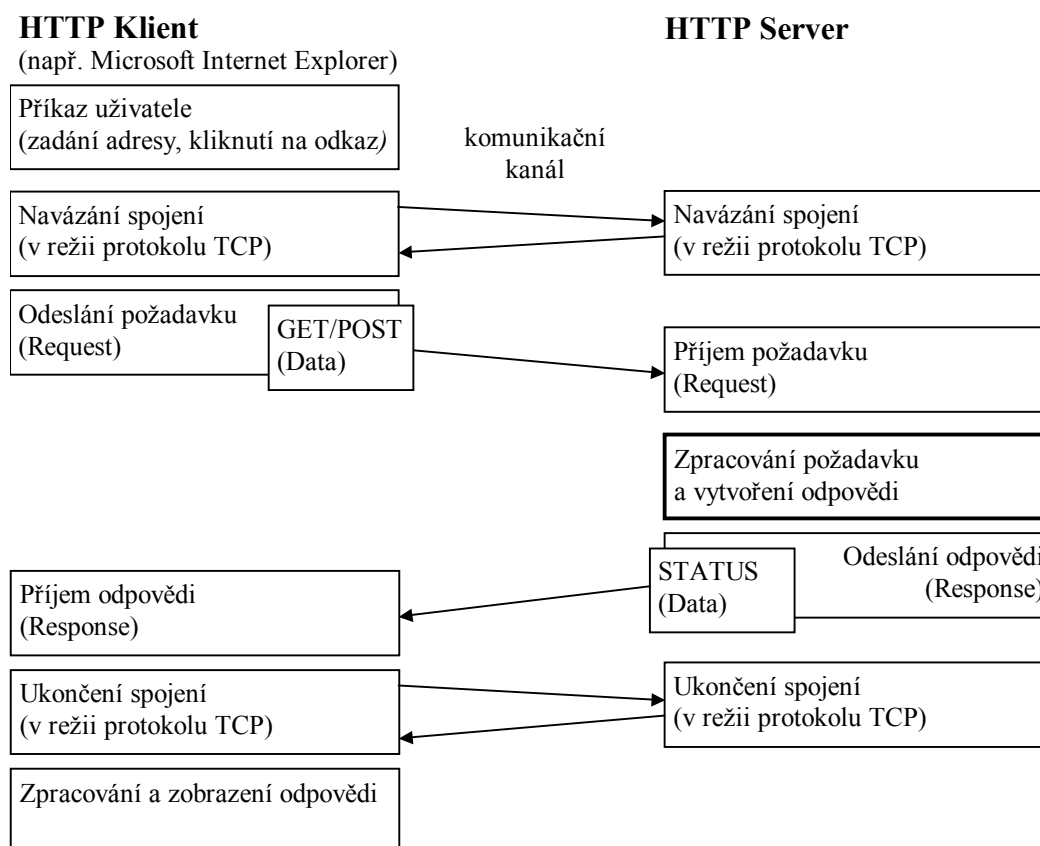 HTTP Klient
(např. Microsoft Internet Explorer)
HTTP Server
Příkaz uživatele
(zadání adresy, kliknutí na odkaz)
komunikační
kanál
Navázání spojení
(v režii protokolu TCP)
Navázání spojení
(v režii protokolu TCP)
Odeslání požadavku
(Request)
GET/POST
(Data)
Příjem požadavku
(Request)
Zpracování požadavku
a vytvoření odpovědi
STATUS
(Data)
Odeslání odpovědi
(Response)
Příjem odpovědi
(Response)
Ukončení spojení
(v režii protokolu TCP)
Ukončení spojení
(v režii protokolu TCP)
Zpracování a zobrazení odpovědi